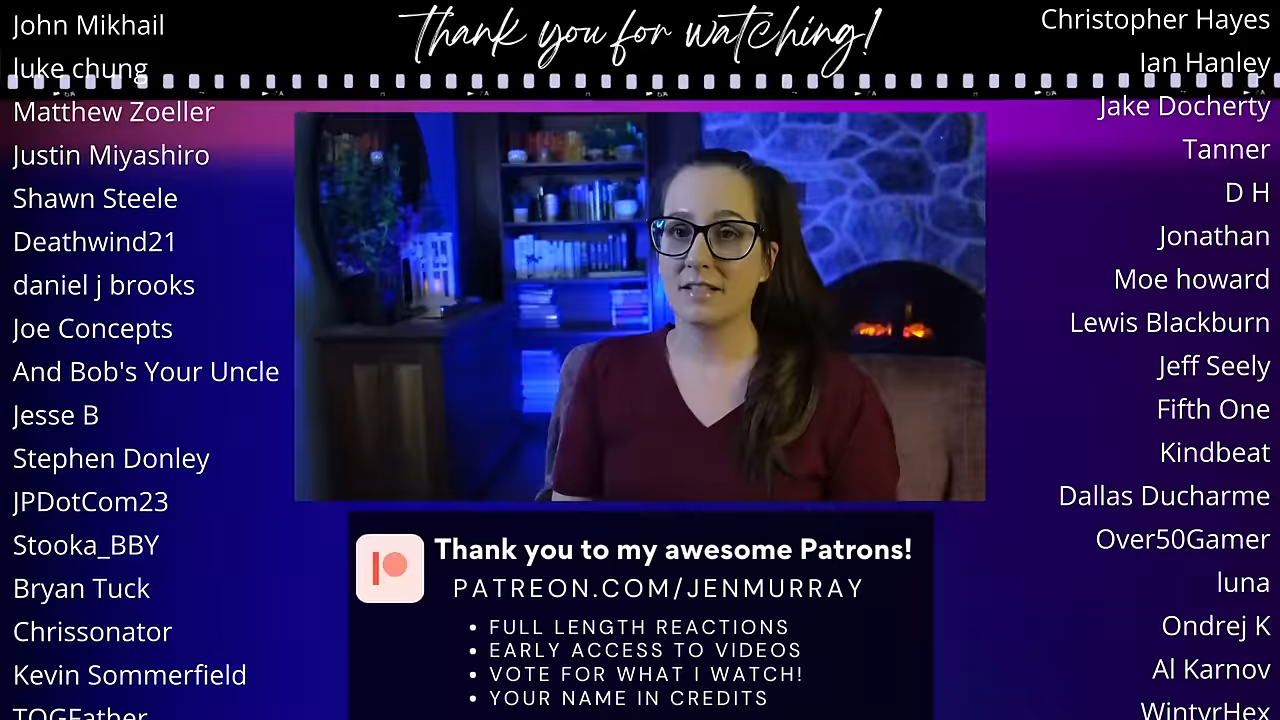 Thank you for watching!
John Mikhail
luke chung
Matthew Zoeller
Justin Miyashiro
Shawn Steele
Deathwind21
daniel j brooks
Joe Concepts
And Bob's Your Uncle
Jesse B
Stephen Donley
JPDotCom23
Stooka_BBY
Bryan Tuck
Chrissonator
Kevin Sommerfield
TOGFather
Christopher Hayes
Ian Hanley
Jake Docherty
Tanner
D H
Jonathan
Moe howard
Lewis Blackburn
Jeff Seely
Fifth One
Kindbeat
Dallas Ducharme
Over50Gamer
luna
Ondrej K
Al Karnov
WintyrHex
Thank you to my awesome Patrons!
PATREON.COM/JENMURRAY
• FULL LENGTH REACTIONS
• EARLY ACCESS TO VIDEOS
• VOTE FOR WHAT I WATCH!
• YOUR NAME IN CREDITS